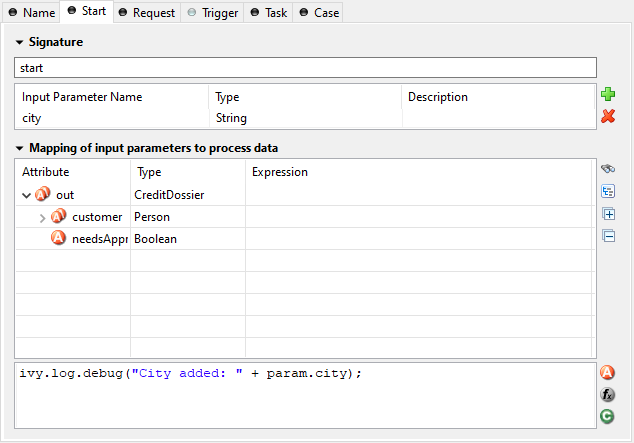 Name Start Request Trigger Task Case
Signature
start
Input Parameter Name Type Description
city String
Mapping of input parameters to process data
Attribute Type Expression
out CreditDossier
customer Person
needsAppr Boolean
ivy.log.debug("City added: " + param.city);
A
fx
C